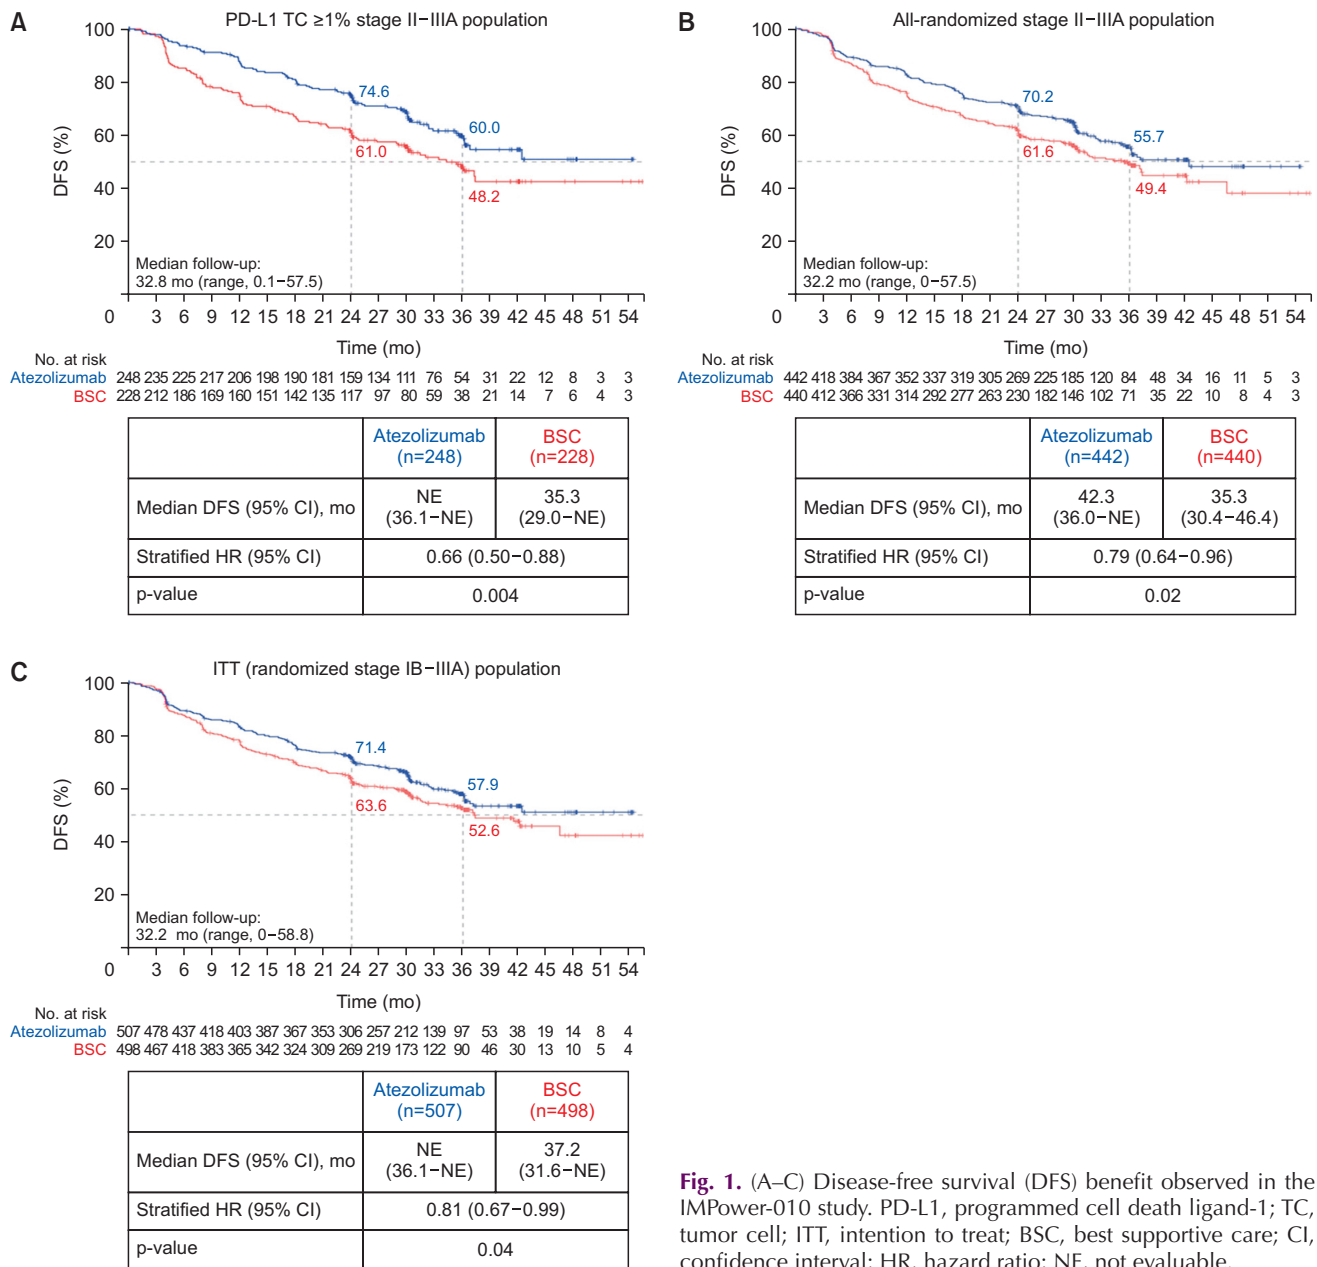 A
PD-L1 TC ≥1% stage II−IIIA population
100
80
60
40
20
DFS (%)
74.6
60.0
61.0
48.2
Median follow-up:
32.8 mo (range, 0.1−57.5)
0 3 6 9 12 15 18 21 24 27 30 33 36 39 42 45 48 51 54
Time (mo)
No. at risk
Atezolizumab 248 235 225 217 206 198 190 181 159 134 111 76 54 31 22 12 8 3 3
BSC 228 212 186 169 160 151 142 135 117 97 80 59 38 21 14 7 6 4 3
Atezolizumab BSC
(n=248) (n=228)
Median DFS (95% CI), mo NE 35.3
(36.1−NE) (29.0−NE)
Stratified HR (95% CI) 0.66 (0.50−0.88)
p-value 0.004
B
All-randomized stage II−IIIA population
100
80
60
40
20
DFS (%)
70.2
55.7
61.6
49.4
Median follow-up:
32.2 mo (range, 0−57.5)
0 3 6 9 12 15 18 21 24 27 30 33 36 39 42 45 48 51 54
Time (mo)
No. at risk
Atezolizumab 442 418 384 367 352 337 319 305 269 225 185 120 84 48 34 16 11 5 3
BSC 440 412 366 331 314 292 277 263 230 182 146 102 71 35 22 10 8 4 3
Atezolizumab BSC
(n=442) (n=440)
Median DFS (95% CI), mo 42.3 35.3
(36.0−NE) (30.4−46.4)
Stratified HR (95% CI) 0.79 (0.64−0.96)
p-value 0.02
C
ITT (randomized stage IB−IIIA) population
100
80
60
40
20
DFS (%)
71.4
57.9
63.6
52.6
Median follow-up:
32.2 mo (range, 0−58.8)
0 3 6 9 12 15 18 21 24 27 30 33 36 39 42 45 48 51 54
Time (mo)
No. at risk
Atezolizumab 507 478 437 418 403 387 367 353 306 257 212 139 97 53 38 19 14 8 4
BSC 498 467 418 383 365 342 324 309 269 219 173 122 90 46 30 13 10 5 4
Atezolizumab BSC
(n=507) (n=498)
Median DFS (95% CI), mo NE 37.2
(36.1−NE) (31.6−NE)
Stratified HR (95% CI) 0.81 (0.67−0.99)
p-value 0.04
Fig. 1. (A–C) Disease-free survival (DFS) benefit observed in the
IMPower-010 study. PD-L1, programmed cell death ligand-1; TC,
tumor cell; ITT, intention to treat; BSC, best supportive care; CI,
confidence interval; HR, hazard ratio; NE, not evaluable.